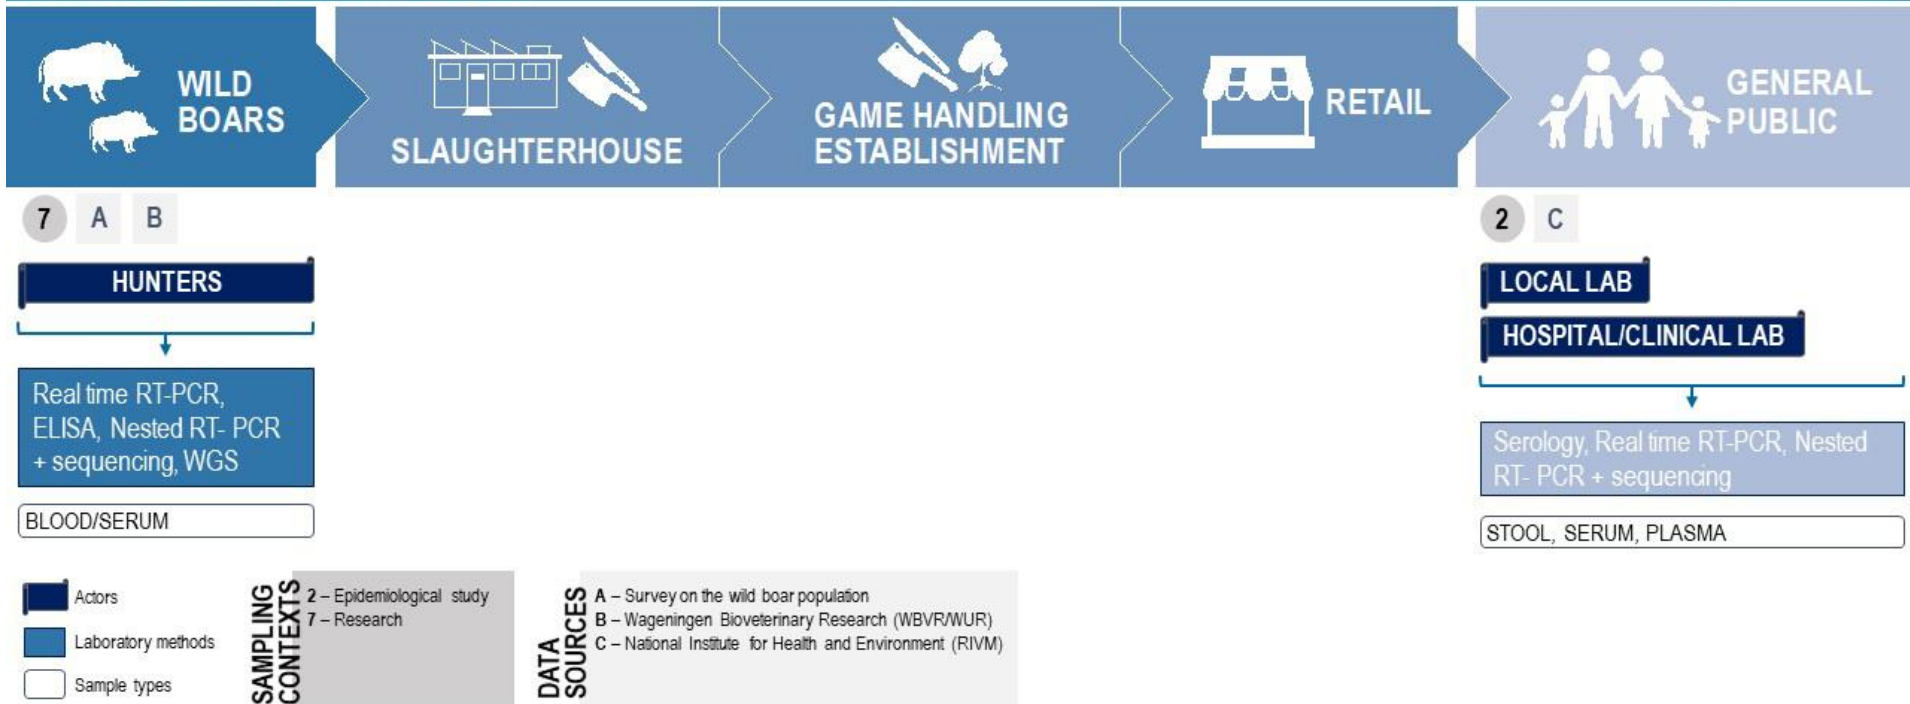 WILD
BOARS
SLAUGHTERHOUSE
GAME HANDLING
ESTABLISHMENT
RETAIL
GENERAL
PUBLIC
7 A B
HUNTERS
Real time RT-PCR,
ELISA, Nested RT- PCR
+ sequencing, WGS
BLOOD/SERUM
2 C
LOCAL LAB
HOSPITAL/CLINICAL LAB
Serology, Real time RT-PCR, Nested
RT- PCR + sequencing
STOOL, SERUM, PLASMA
Actors
Laboratory methods
Sample types
SAMPLING
CONTEXTS
2 – Epidemiological study
7 – Research
DATA
SOURCES
A – Survey on the wild boar population
B – Wageningen Bioveterinary Research (WBVR/WUR)
C – National Institute for Health and Environment (RIVM)